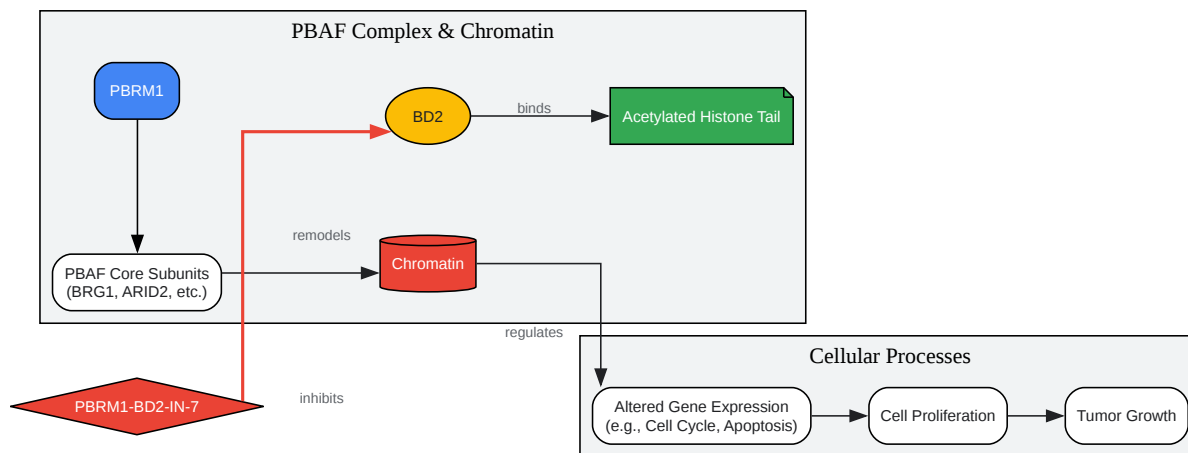 PBAF Complex & Chromatin
PBRM1
BD2
binds
Acetylated Histone Tail
remodels
PBAF Core Subunits
(BRG1, ARID2, etc.)
Chromatin
regulates
Cellular Processes
PBRM1-BD2-IN-7
inhibits
Altered Gene Expression
(e.g., Cell Cycle, Apoptosis)
Cell Proliferation
Tumor Growth